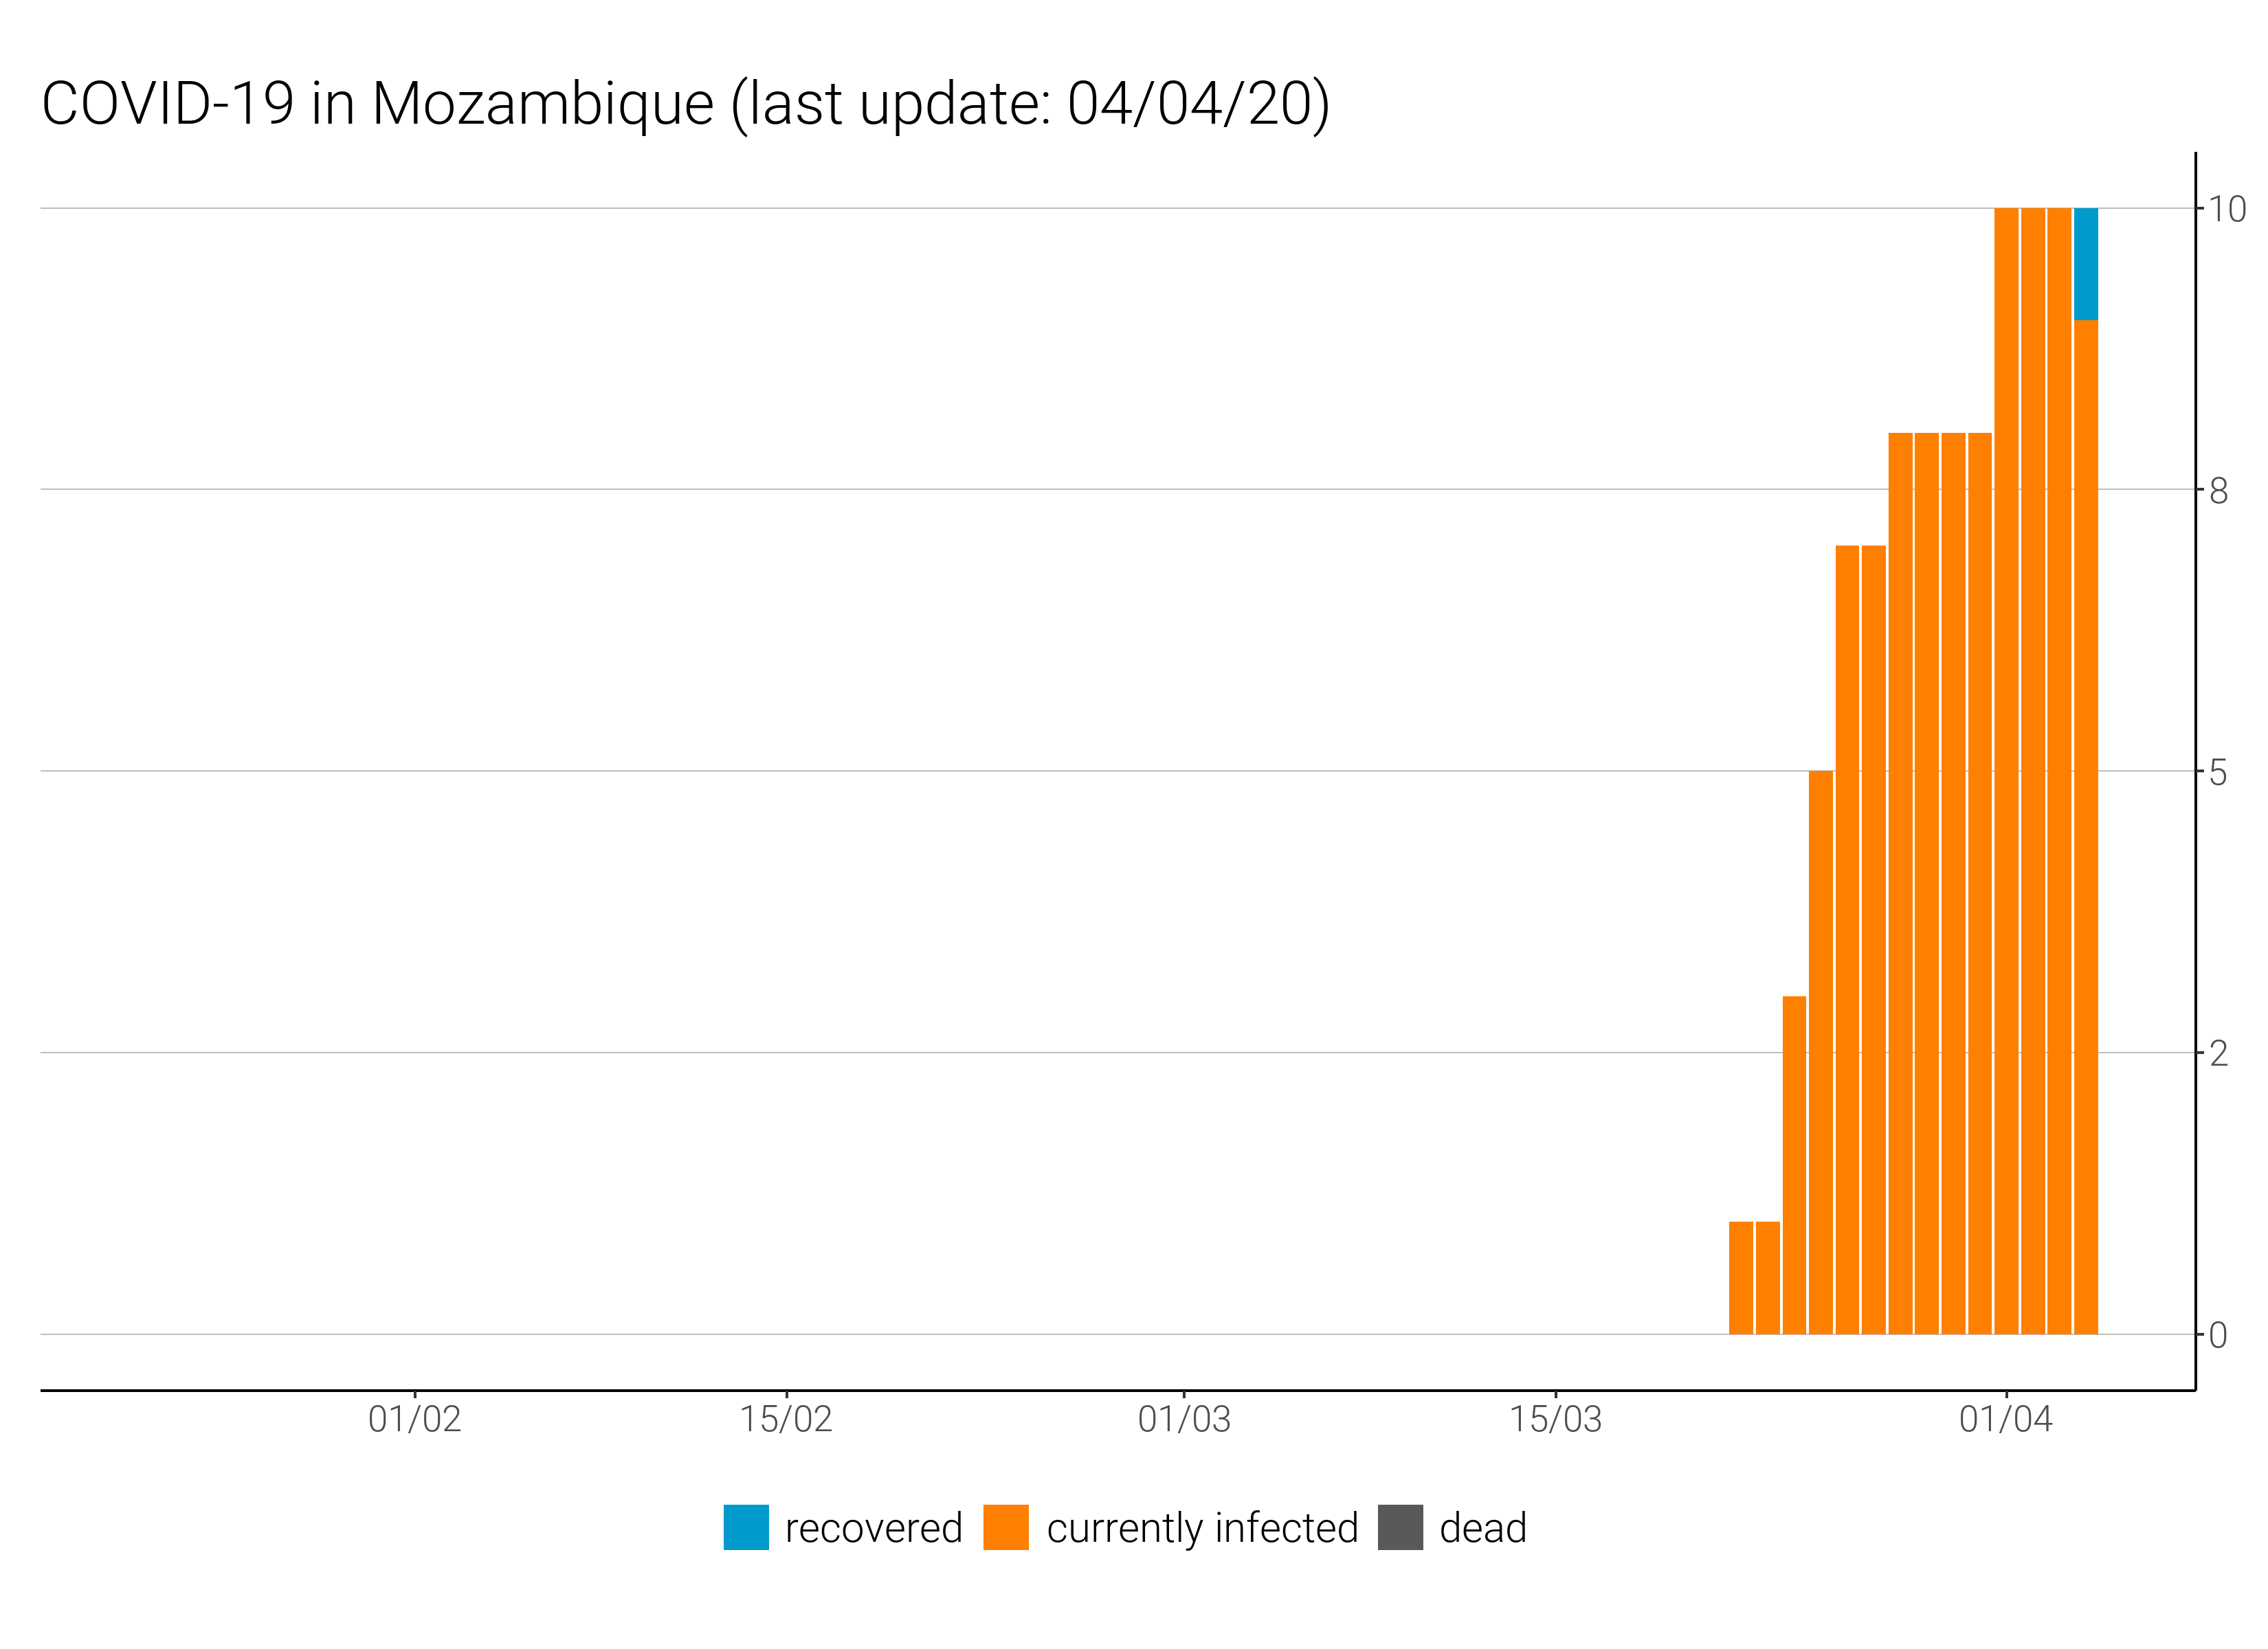 COVID-19 in Mozambique (last update: 04/04/20)
10
8
5
2
0
01/02 15/02 01/03 15/03 01/04
recovered currently infected dead